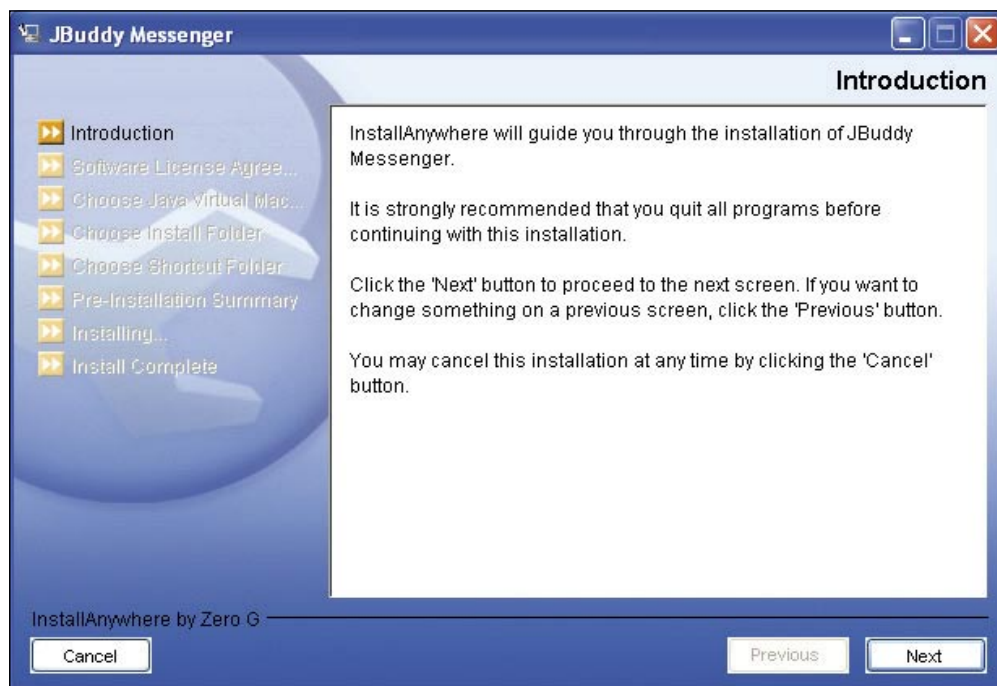 JBuddy Messenger
Introduction
Introduction
Software License Agree...
Choose Java Virtual Mac...
Choose Install Folder
Choose Shortcut Folder
Pre-Installation Summary
Installing...
Install Complete
InstallAnywhere will guide you through the installation of JBuddy
Messenger.
It is strongly recommended that you quit all programs before
continuing with this installation.
Click the 'Next' button to proceed to the next screen. If you want to
change something on a previous screen, click the 'Previous' button.
You may cancel this installation at any time by clicking the 'Cancel'
button.
InstallAnywhere by Zero G
Cancel
Previous
Next